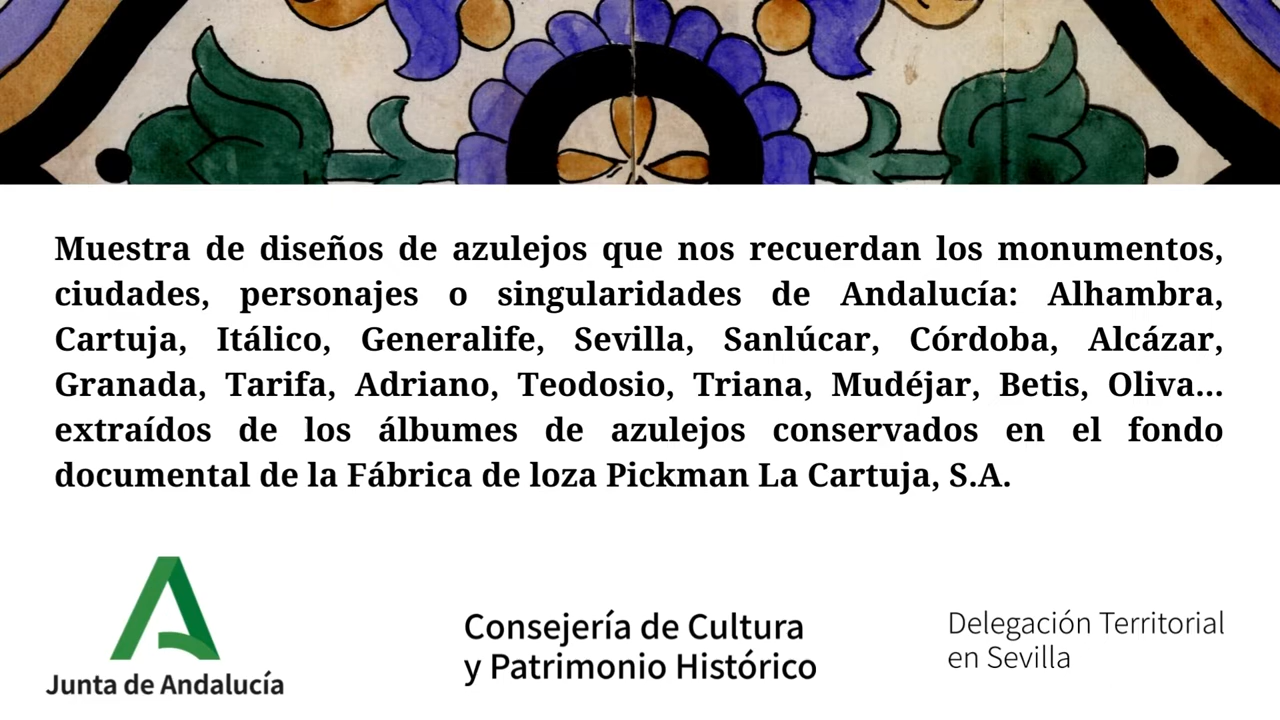 Muestra de diseños de azulejos que nos recuerdan los monumentos,
ciudades, personajes o singularidades de Andalucía: Alhambra,
Cartuja, Itálico, Generalife, Sevilla, Sanlúcar, Córdoba, Alcázar,
Granada, Tarifa, Adriano, Teodosio, Triana, Mudéjar, Betis, Oliva...
extraídos de los álbumes de azulejos conservados en el fondo
documental de la Fábrica de loza Pickman La Cartuja, S.A.
Junta de Andalucía
Consejería de Cultura
y Patrimonio Histórico
Delegación Territorial
en Sevilla